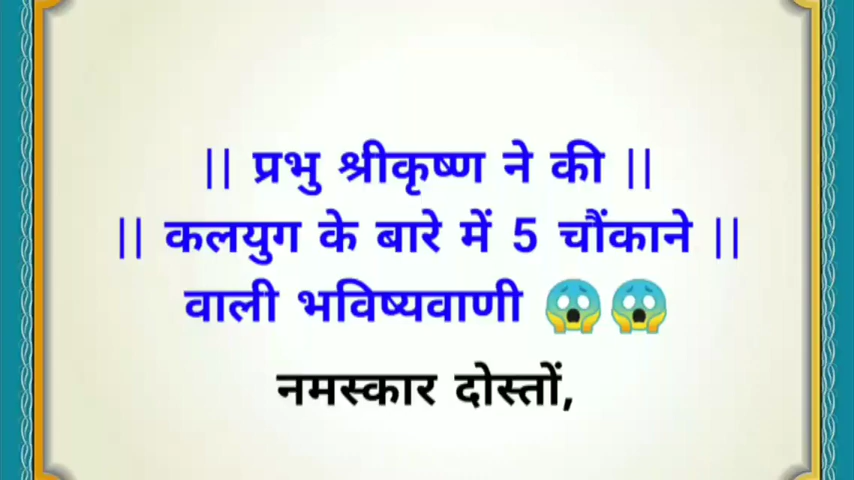 || प्रभु श्रीकृष्ण ने की ||
|| कलयुग के बारे में 5 चौंकाने ||
वाली भविष्यवाणी 😱😱
नमस्कार दोस्तों,